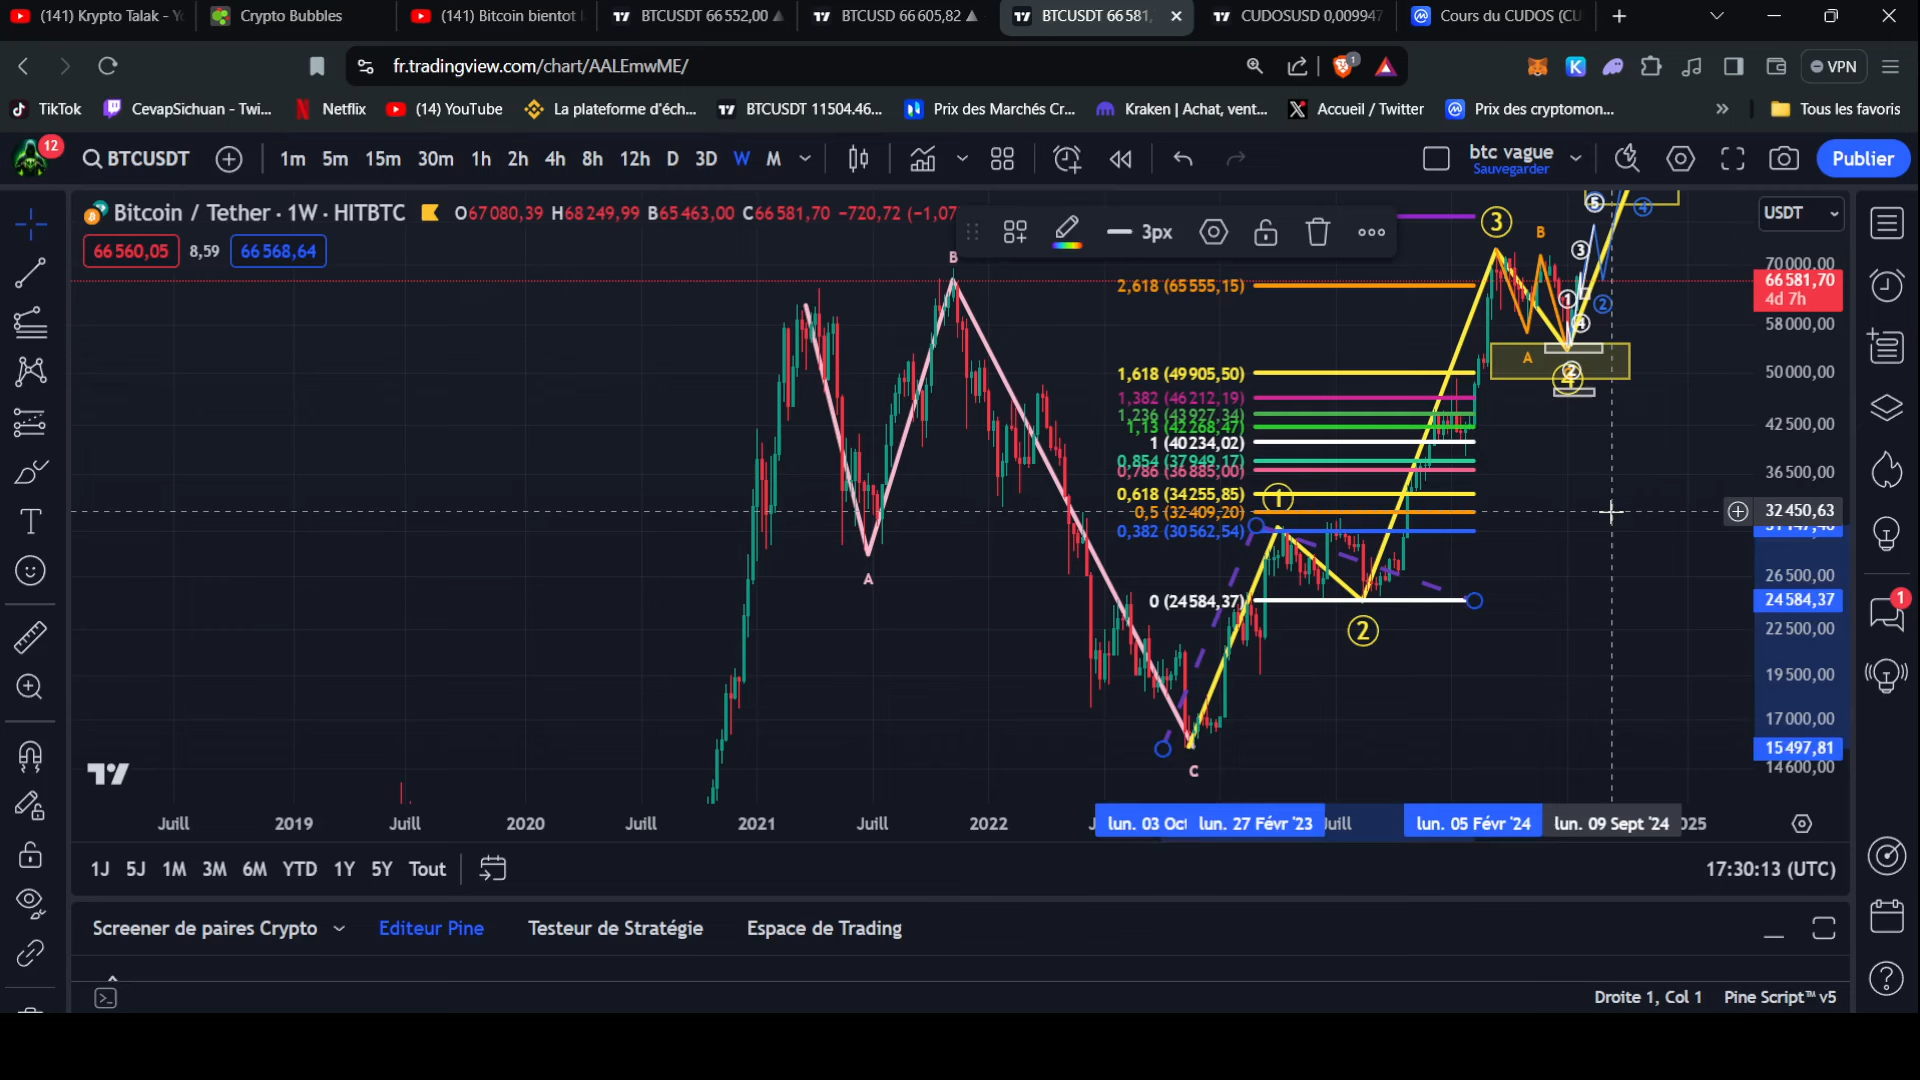 (141) Krypto Talak - Y
Crypto Bubbles
(141) Bitcoin bientot
BTCUSDT 66 552,00
BTCUSD 66 605,82
BTCUSDT 66 581,
CUDOSUSD 0,009947
Cours du CUDOS (CU
fr.tradingview.com/chart/AALEmwME/
1
VPN
TikTok
CevapSichuan - Twi...
Netflix
(14) YouTube
La plateforme d'éch...
BTCUSDT 11504.46...
Prix des Marchés Cr...
Kraken | Achat, vent...
Accueil / Twitter
Prix des cryptomon...
»
Tous les favoris
12
BTCUSDT
1m 5m 15m 30m 1h 2h 4h 8h 12h D 3D W M
btc vague
Sauvegarder
Publier
Bitcoin / Tether · 1W · HITBTC
O67 080,39 H68 249,99 B65 463,00 C66 581,70 -720,72 (-1,07
66 560,05
8,59
66 568,64
3px
USDT
B
3
B
5
4
3
2,618 (65 555,15)
1
2
4
A
2
1,618 (49 905,50)
1,382 (46 212,19)
1,236 (43 927,34)
1,13 (42 268,47)
1 (40 234,02)
0,854 (37 949,17)
0,786 (36 885,00)
0,618 (34 255,85)
1
0,5 (32 409,20)
0,382 (30 562,54)
A
0 (24 584,37)
2
C
70 000,00
66 581,70
4d 7h
58 000,00
50 000,00
42 500,00
36 500,00
32 450,63
26 500,00
24 584,37
22 500,00
19 500,00
17 000,00
15 497,81
14 600,00
1
Juill
2019
Juill
2020
Juill
2021
Juill
2022
lun. 03 Oct
lun. 27 Févr '23
Juill
lun. 05 Févr '24
lun. 09 Sept '24
025
1J 5J 1M 3M 6M YTD 1Y 5Y Tout
17:30:13 (UTC)
Screener de paires Crypto
Editeur Pine
Testeur de Stratégie
Espace de Trading
Droite 1, Col 1
Pine Script™ v5